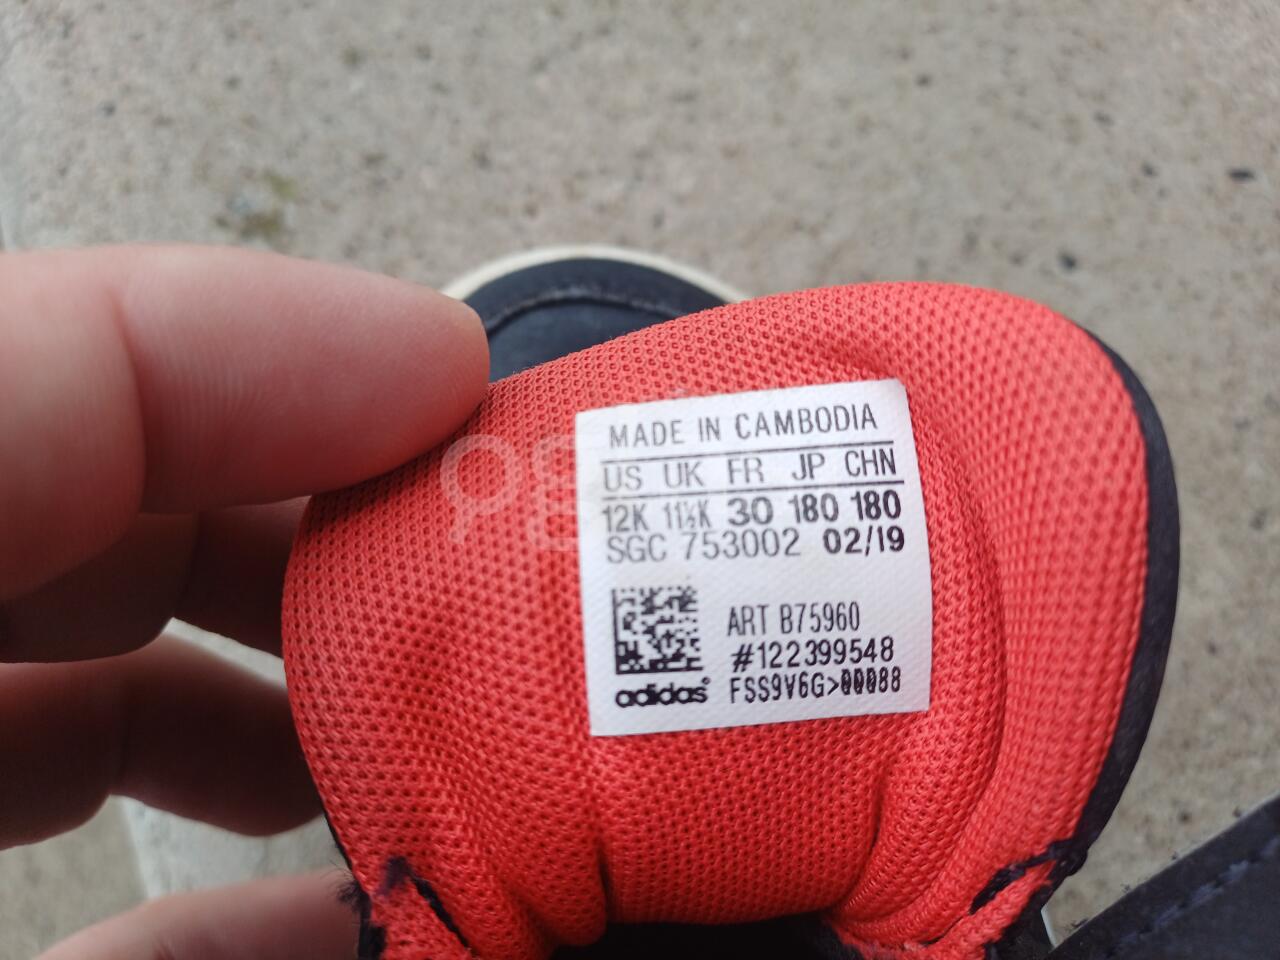 MADE IN CAMBODIA
US UK FR JP CHN
12K 11½K 30 180 180
SGC 753002 02/19
ART B75960
#122399548
adidas FSS9V6G>00088